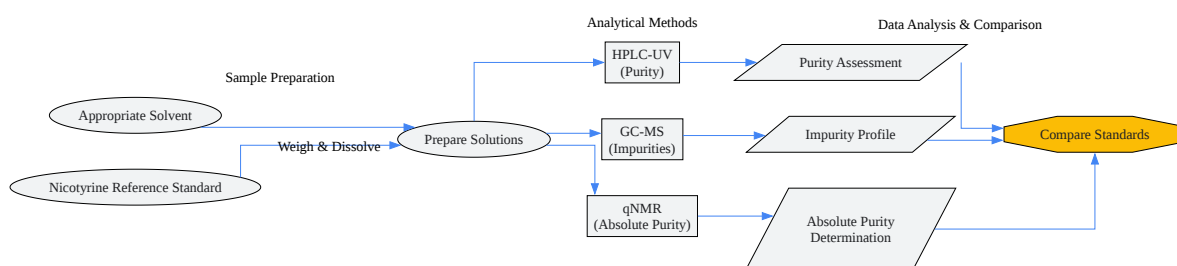 Analytical Methods
Data Analysis & Comparison
Sample Preparation
HPLC-UV
(Purity)
Purity Assessment
Appropriate Solvent
Weigh & Dissolve
Prepare Solutions
GC-MS
(Impurities)
Impurity Profile
Compare Standards
Nicotyrine Reference Standard
qNMR
(Absolute Purity)
Absolute Purity
Determination